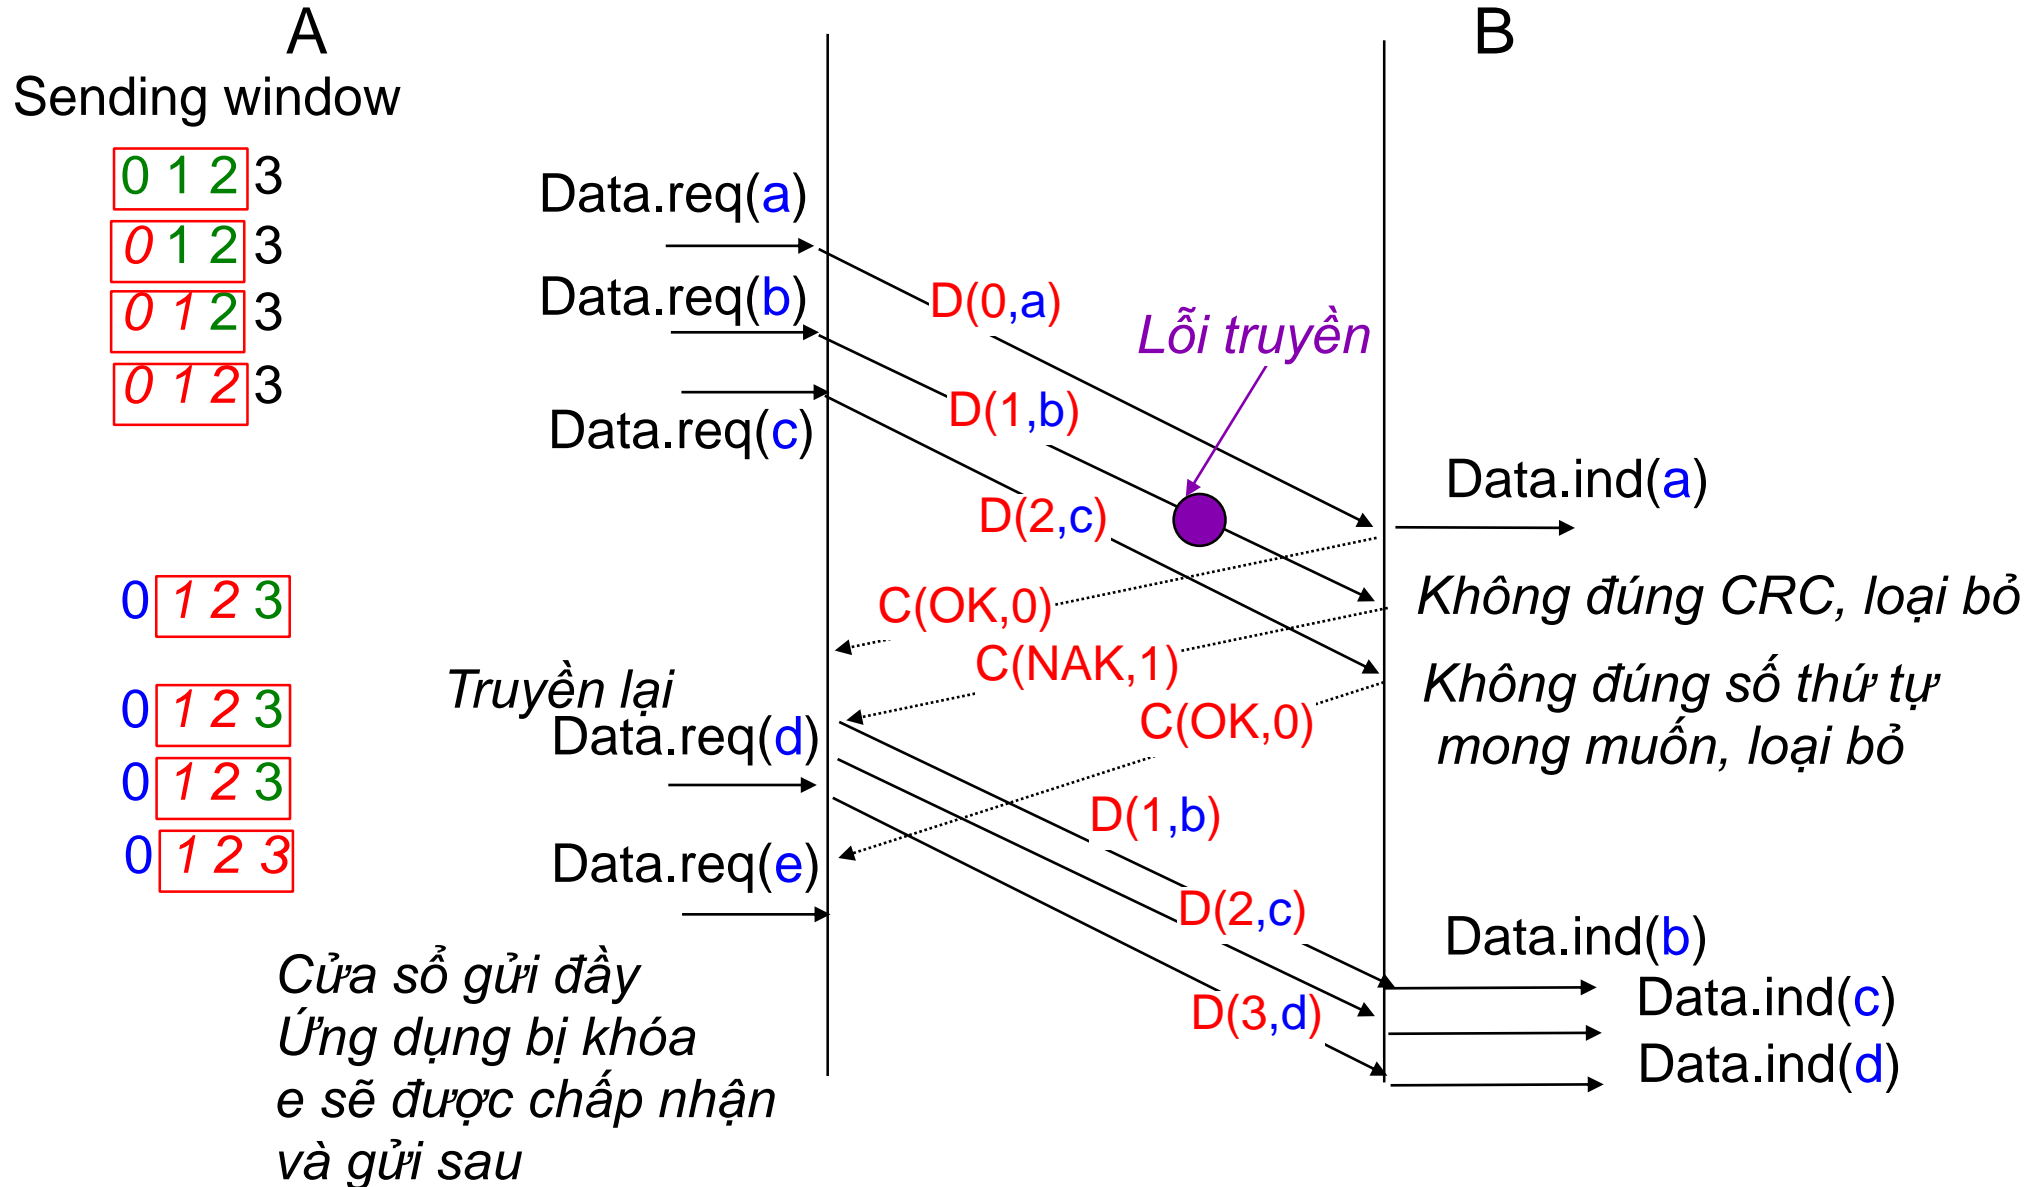 A
B
Sending window
0 1 2 3
0 1 2 3
0 1 2 3
0 1 2 3
Data.req(a)
Data.req(b)
Data.req(c)
D(0,a)
Lỗi truyền
D(1,b)
D(2,c)
Data.ind(a)
0 1 2 3
C(OK,0)
Không đúng CRC, loại bỏ
C(NAK,1)
0 1 2 3
Truyền lại
Data.req(d)
C(OK,0)
Không đúng số thứ tự
mong muốn, loại bỏ
0 1 2 3
0 1 2 3
D(1,b)
Data.req(e)
D(2,c)
Data.ind(b)
D(3,d)
Data.ind(c)
Data.ind(d)
Cửa sổ gửi đầy
Ứng dụng bị khóa
e sẽ được chấp nhận
và gửi sau